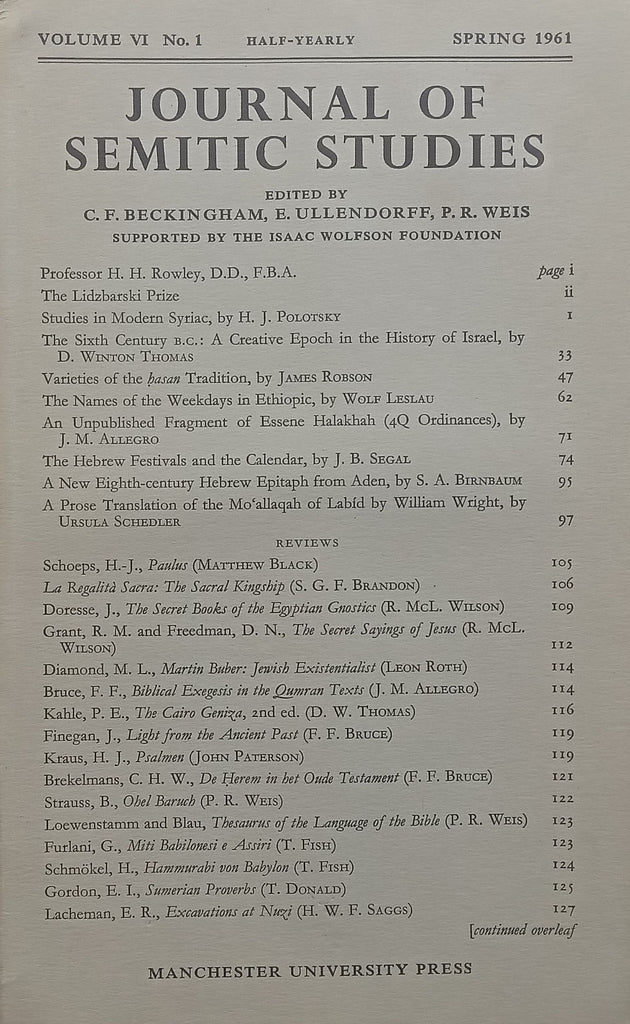 VOLUME VI No. 1 HALF-YEARLY SPRING 1961
JOURNAL OF
SEMITIC STUDIES
EDITED BY
C. F. BECKINGHAM, E. ULLENDORFF, P. R. WEIS
SUPPORTED BY THE ISAAC WOLFSON FOUNDATION
Professor H. H. Rowley, D.D., F.B.A. page i
The Lidzbarski Prize ii
Studies in Modern Syriac, by H. J. POLOTSKY 1
The Sixth Century B.C.: A Creative Epoch in the History of Israel, by
D. WINTON THOMAS 33
Varieties of the ḥasan Tradition, by JAMES ROBSON 47
The Names of the Weekdays in Ethiopic, by WOLF LESLAU 62
An Unpublished Fragment of Essene Halakhah (4Q Ordinances), by
J. M. ALLEGRO 71
The Hebrew Festivals and the Calendar, by J. B. SEGAL 74
A New Eighth-century Hebrew Epitaph from Aden, by S. A. BIRNBAUM 95
A Prose Translation of the Mo‘allaqah of Labíd by William Wright, by
URSULA SCHEDLER 97
REVIEWS
Schoeps, H.-J., Paulus (MATTHEW BLACK) 105
La Regalità Sacra: The Sacral Kingship (S. G. F. BRANDON) 106
Doresse, J., The Secret Books of the Egyptian Gnostics (R. McL. WILSON) 109
Grant, R. M. and Freedman, D. N., The Secret Sayings of Jesus (R. McL.
WILSON) 112
Diamond, M. L., Martin Buber: Jewish Existentialist (LEON ROTH) 114
Bruce, F. F., Biblical Exegesis in the Qumran Texts (J. M. ALLEGRO) 114
Kahle, P. E., The Cairo Geniza, 2nd ed. (D. W. THOMAS) 116
Finegan, J., Light from the Ancient Past (F. F. BRUCE) 119
Kraus, H. J., Psalmen (JOHN PATERSON) 119
Brekelmans, C. H. W., De Herem in het Oude Testament (F. F. BRUCE) 121
Strauss, B., Ohel Baruch (P. R. WEIS) 122
Loewenstamm and Blau, Thesaurus of the Language of the Bible (P. R. WEIS) 123
Furlani, G., Miti Babilonesi e Assiri (T. FISH) 123
Schmökel, H., Hammurabi von Babylon (T. FISH) 124
Gordon, E. I., Sumerian Proverbs (T. DONALD) 125
Lacheman, E. R., Excavations at Nuzi (H. W. F. SAGGS) 127
[continued overleaf
MANCHESTER UNIVERSITY PRESS